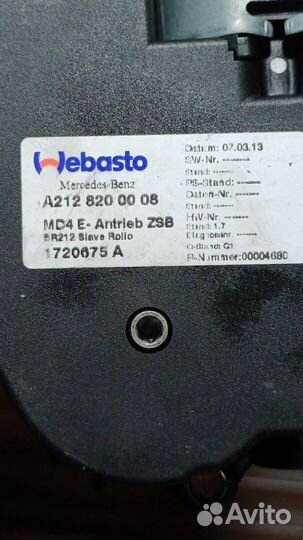 Webasto
Mercedes-Benz
A212 820 00 08
MD4 E- Antrieb ZSB
BR212 Slave Rollo
1720675 A
Datum: 07.03.13
SW-Nr. -------
Stand: ------
PS-Stand: ------
Daten-Nr. ------
Stand: ------
HW-Nr. ------
Stand: 1.7
Diagnosenr. ------
Q-Stand: Q1
P-Nummer:00004680
Avito